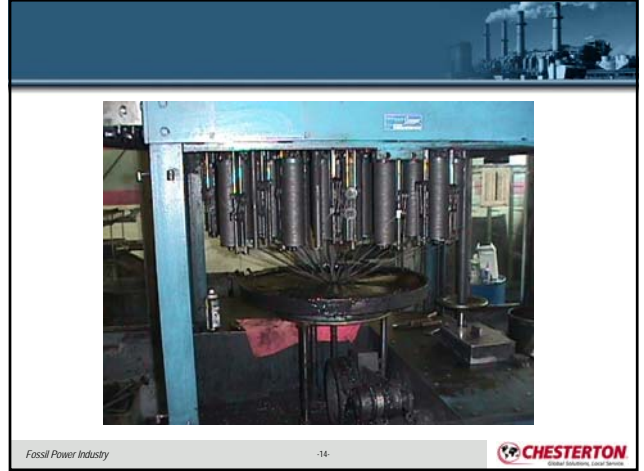 Fossil Power Industry
-14-
CHESTERTON
Global Solutions, Local Service.